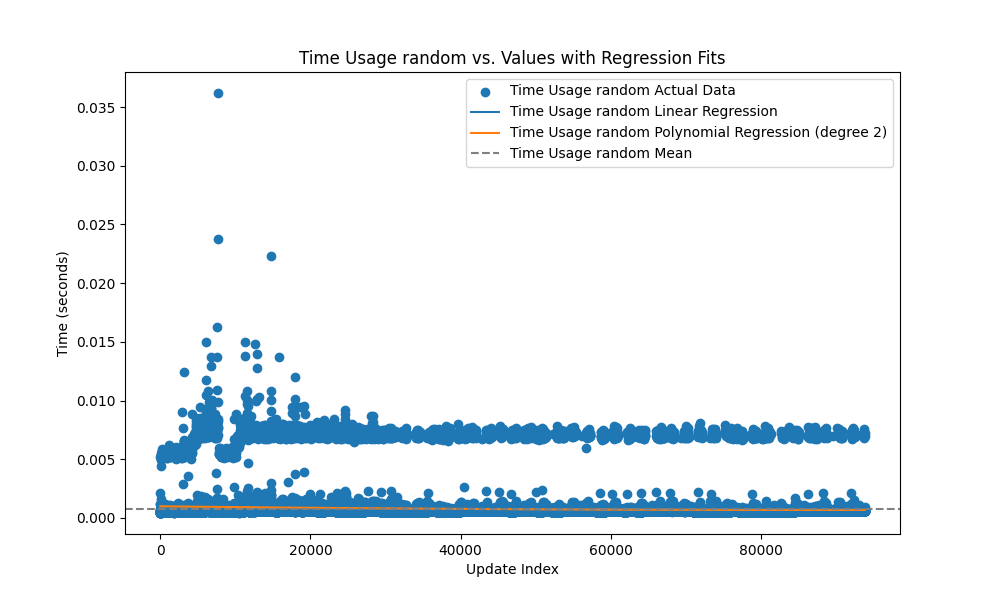 Time Usage random vs. Values with Regression Fits
Time Usage random Actual Data
Time Usage random Linear Regression
Time Usage random Polynomial Regression (degree 2)
Time Usage random Mean
Time (seconds)
0.035
0.030
0.025
0.020
0.015
0.010
0.005
0.000
0
20000
40000
60000
80000
Update Index